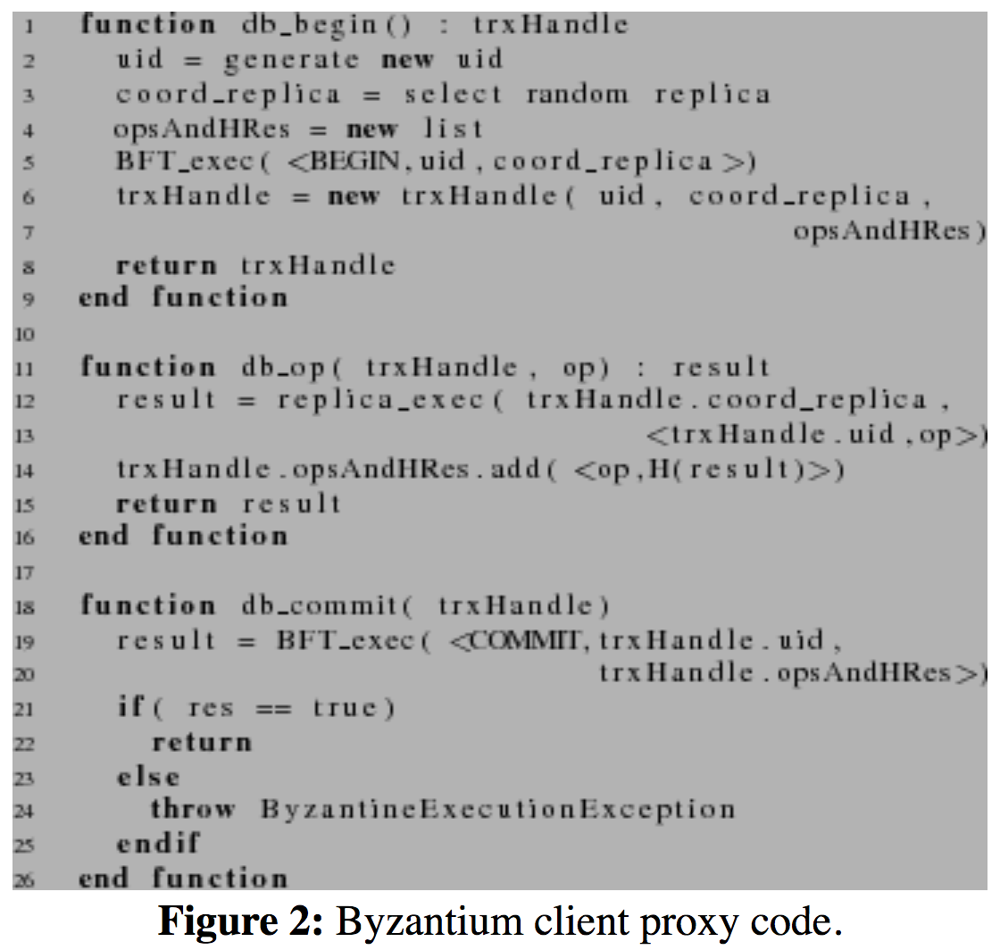 1 function db_begin() : trxHandle
2 uid = generate new uid
3 coord_replica = select random replica
4 opsAndHRes = new list
5 BFT_exec( <BEGIN,uid,coord_replica>)
6 trxHandle = new trxHandle( uid, coord_replica,
7 opsAndHRes)
8 return trxHandle
9 end function
10
11 function db_op( trxHandle, op) : result
12 result = replica_exec( trxHandle.coord_replica,
13 <trxHandle.uid,op>)
14 trxHandle.opsAndHRes.add( <op,H(result)>)
15 return result
16 end function
17
18 function db_commit( trxHandle)
19 result = BFT_exec( <COMMIT,trxHandle.uid,
20 trxHandle.opsAndHRes>)
21 if( res == true)
22 return
23 else
24 throw ByzantineExecutionException
25 endif
26 end function
Figure 2: Byzantium client proxy code.